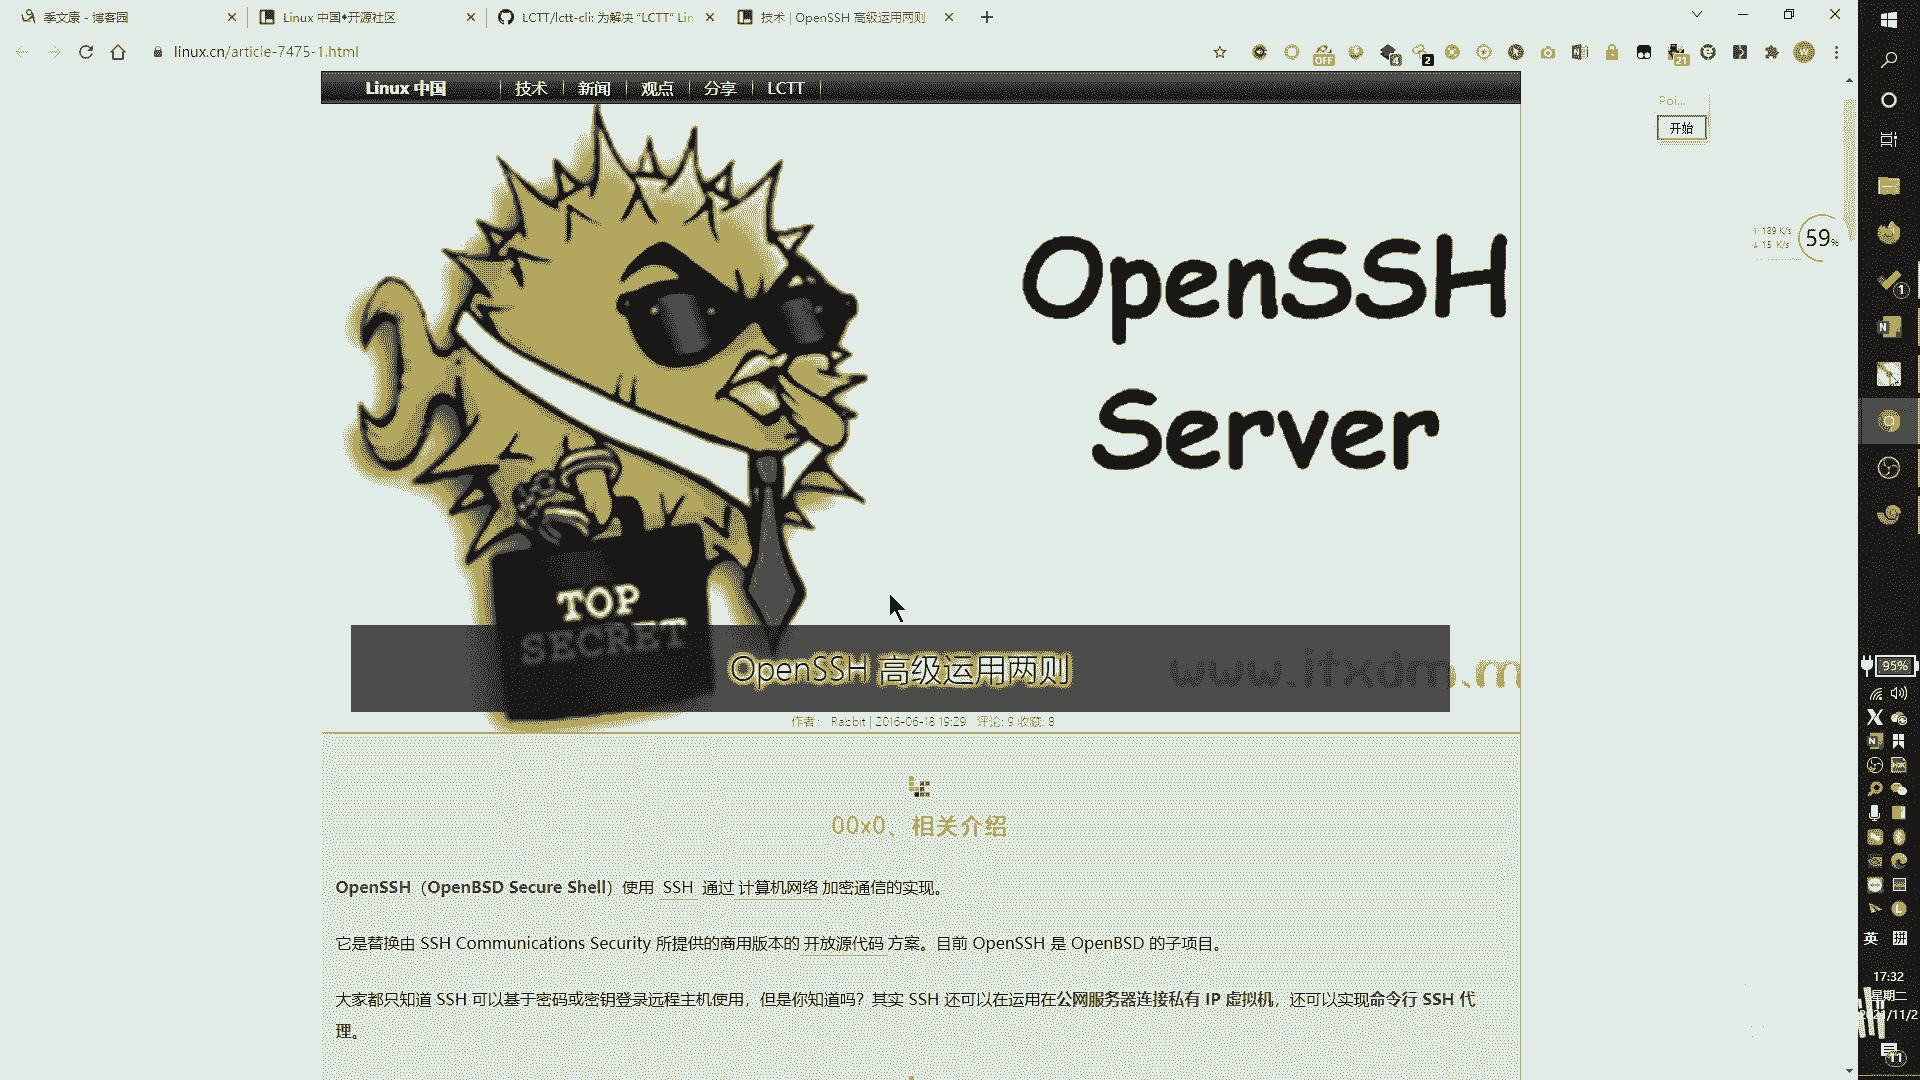 季文康 - 博客园
Linux 中国♦开源社区
LCTT/lctt-cli: 为解决 “LCTT” Lin
技术 | OpenSSH 高级运用两则
linux.cn/article-7475-1.html
OFF
4
2
21
W
Linux 中国
技术
新闻
观点
分享
LCTT
开始
OpenSSH
Server
↑ 189 K/s
↓ 15 K/s
59%
TOP
SECRET
OpenSSH 高级运用两则
www.itxdm.m
作者： Rabbit | 2016-06-18 19:29 评论: 9 收藏: 8
00x0、相关介绍
OpenSSH（OpenBSD Secure Shell）使用 SSH 通过 计算机网络 加密通信的实现。
它是替换由 SSH Communications Security 所提供的商用版本的 开放源代码 方案。目前 OpenSSH 是 OpenBSD 的子项目。
大家都只知道 SSH 可以基于密码或密钥登录远程主机使用，但是你知道吗？其实 SSH 还可以在运用在公网服务器连接私有 IP 虚拟机，还可以实现命令行 SSH 代
理。
1
95%
英 拼
17:32
星期二
11